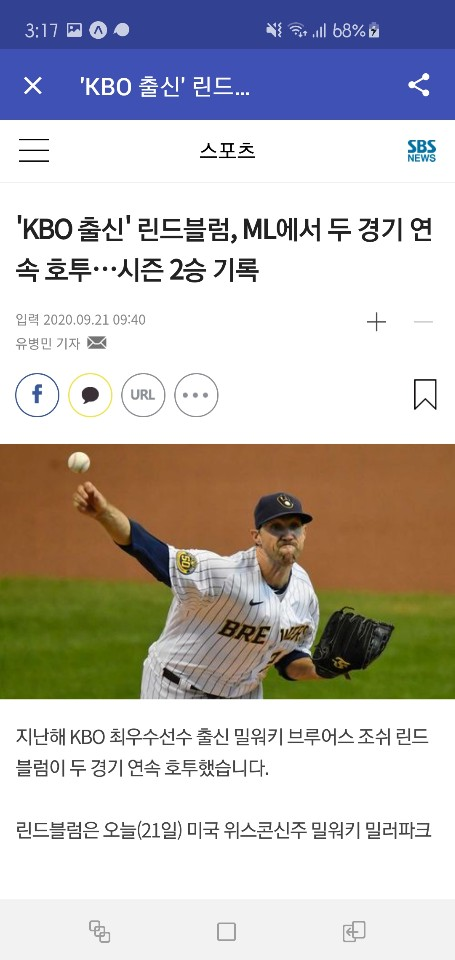 3:17
68%
'KBO 출신' 린드...
스포츠
SBS
NEWS
'KBO 출신' 린드블럼, ML에서 두 경기 연
속 호투…시즌 2승 기록
입력 2020.09.21 09:40
유병민 기자
URL
BREWERS
지난해 KBO 최우수선수 출신 밀워키 브루어스 조쉬 린드
블럼이 두 경기 연속 호투했습니다.
린드블럼은 오늘(21일) 미국 위스콘신주 밀워키 밀러파크